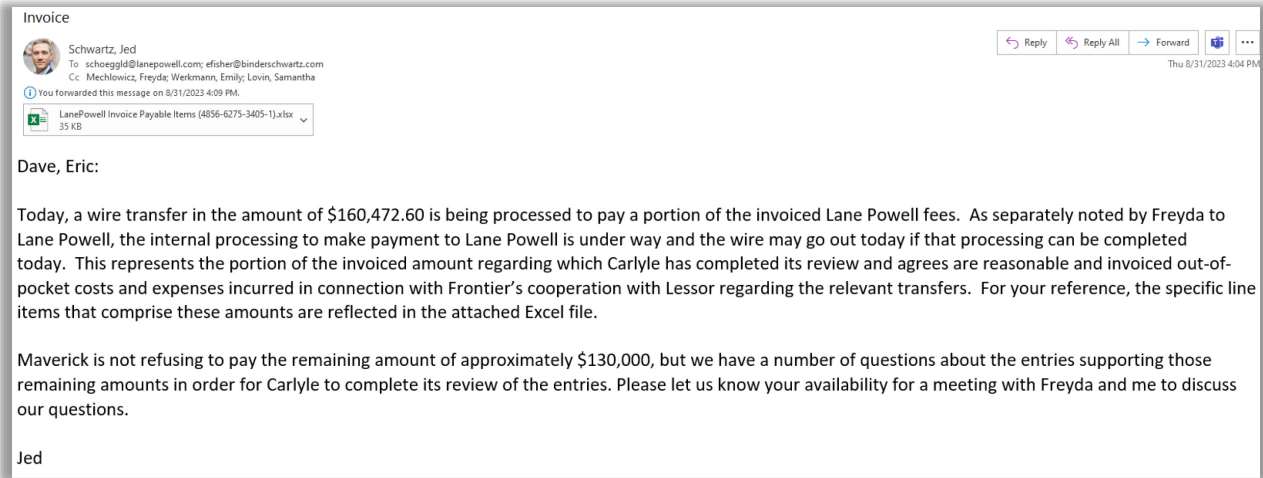 Invoice
Schwartz, Jed
To schoeggld@lanepowell.com; efisher@binderschwartz.com
Cc Mechlowicz, Freyda; Werkmann, Emily; Lovin, Samantha
Reply Reply All Forward
Thu 8/31/2023 4:04 PM
You forwarded this message on 8/31/2023 4:09 PM.
LanePowell Invoice Payable Items (4856-6275-3405-1).xlsx
35 KB
Dave, Eric:
Today, a wire transfer in the amount of $160,472.60 is being processed to pay a portion of the invoiced Lane Powell fees.  As separately noted by Freyda to
Lane Powell, the internal processing to make payment to Lane Powell is under way and the wire may go out today if that processing can be completed
today.  This represents the portion of the invoiced amount regarding which Carlyle has completed its review and agrees are reasonable and invoiced out-of-
pocket costs and expenses incurred in connection with Frontier's cooperation with Lessor regarding the relevant transfers.  For your reference, the specific line
items that comprise these amounts are reflected in the attached Excel file.
Maverick is not refusing to pay the remaining amount of approximately $130,000, but we have a number of questions about the entries supporting those
remaining amounts in order for Carlyle to complete its review of the entries. Please let us know your availability for a meeting with Freyda and me to discuss
our questions.
Jed